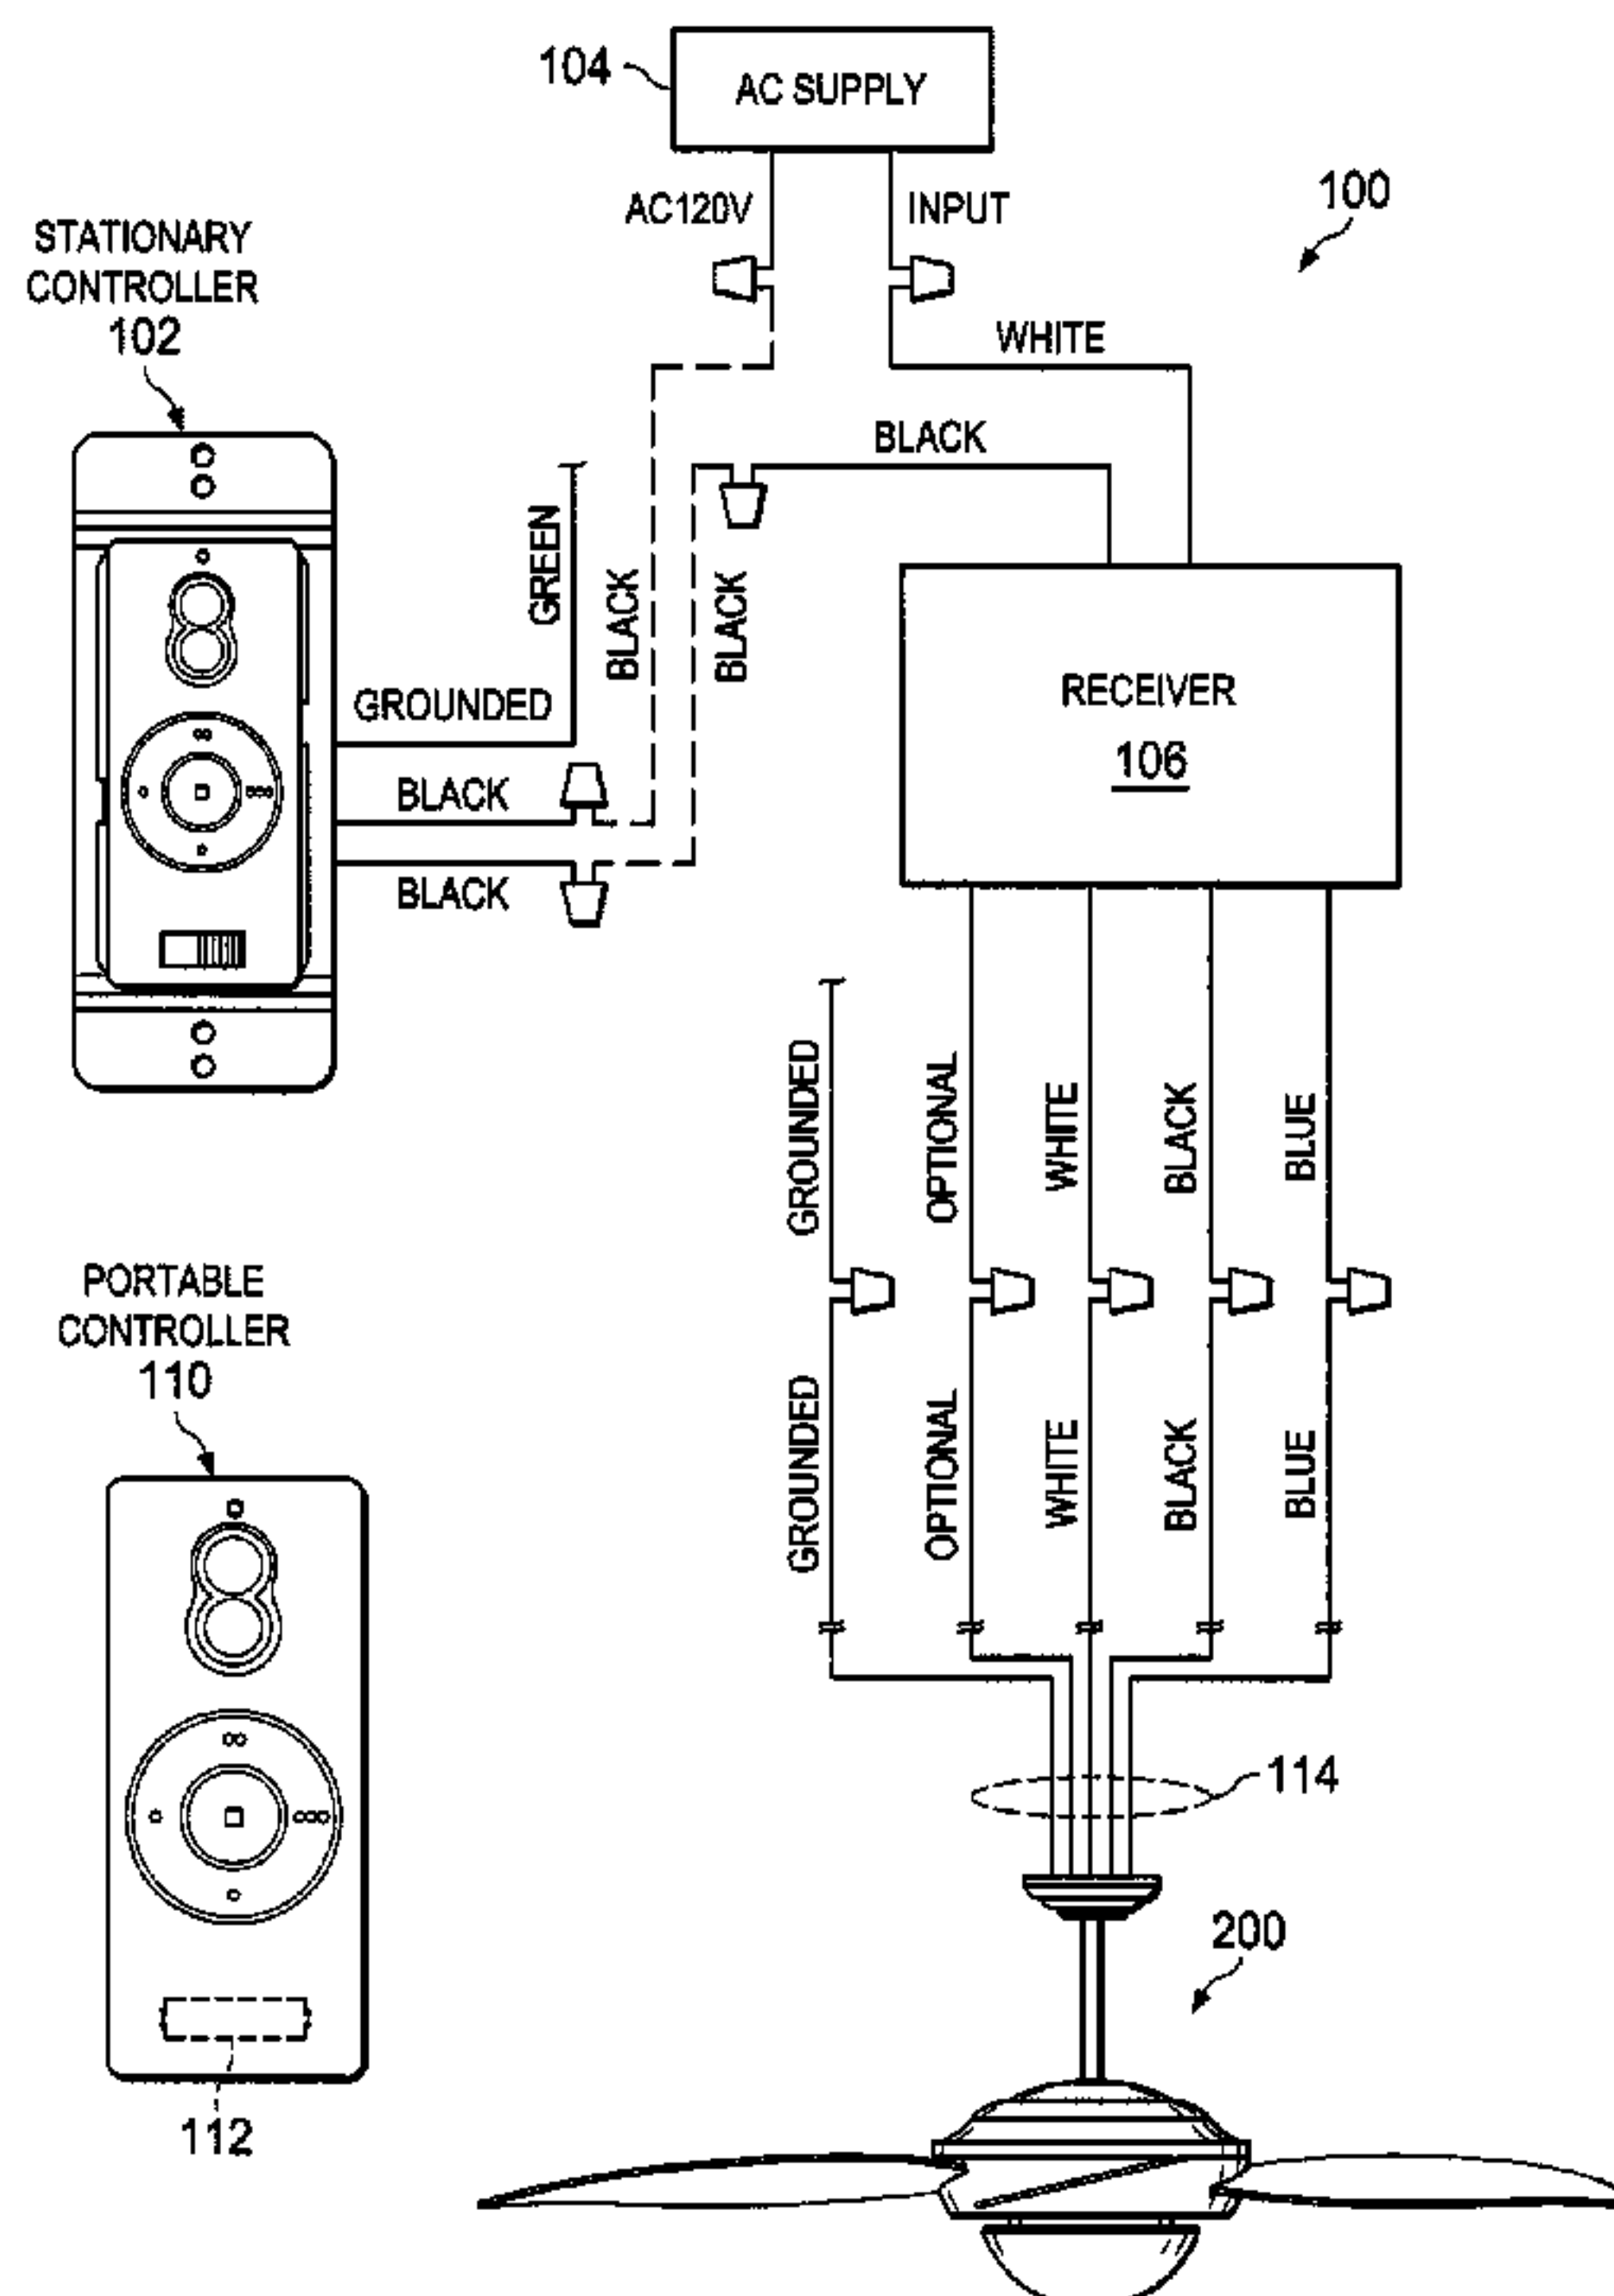 104
AC SUPPLY
AC120V
INPUT
100
STATIONARY
CONTROLLER
102
WHITE
BLACK
GREEN
BLACK
BLACK
GROUNDED
BLACK
BLACK
RECEIVER
106
GROUNDED
OPTIONAL
WHITE
BLACK
BLUE
PORTABLE
CONTROLLER
110
GROUNDED
OPTIONAL
WHITE
BLACK
BLUE
114
200
112